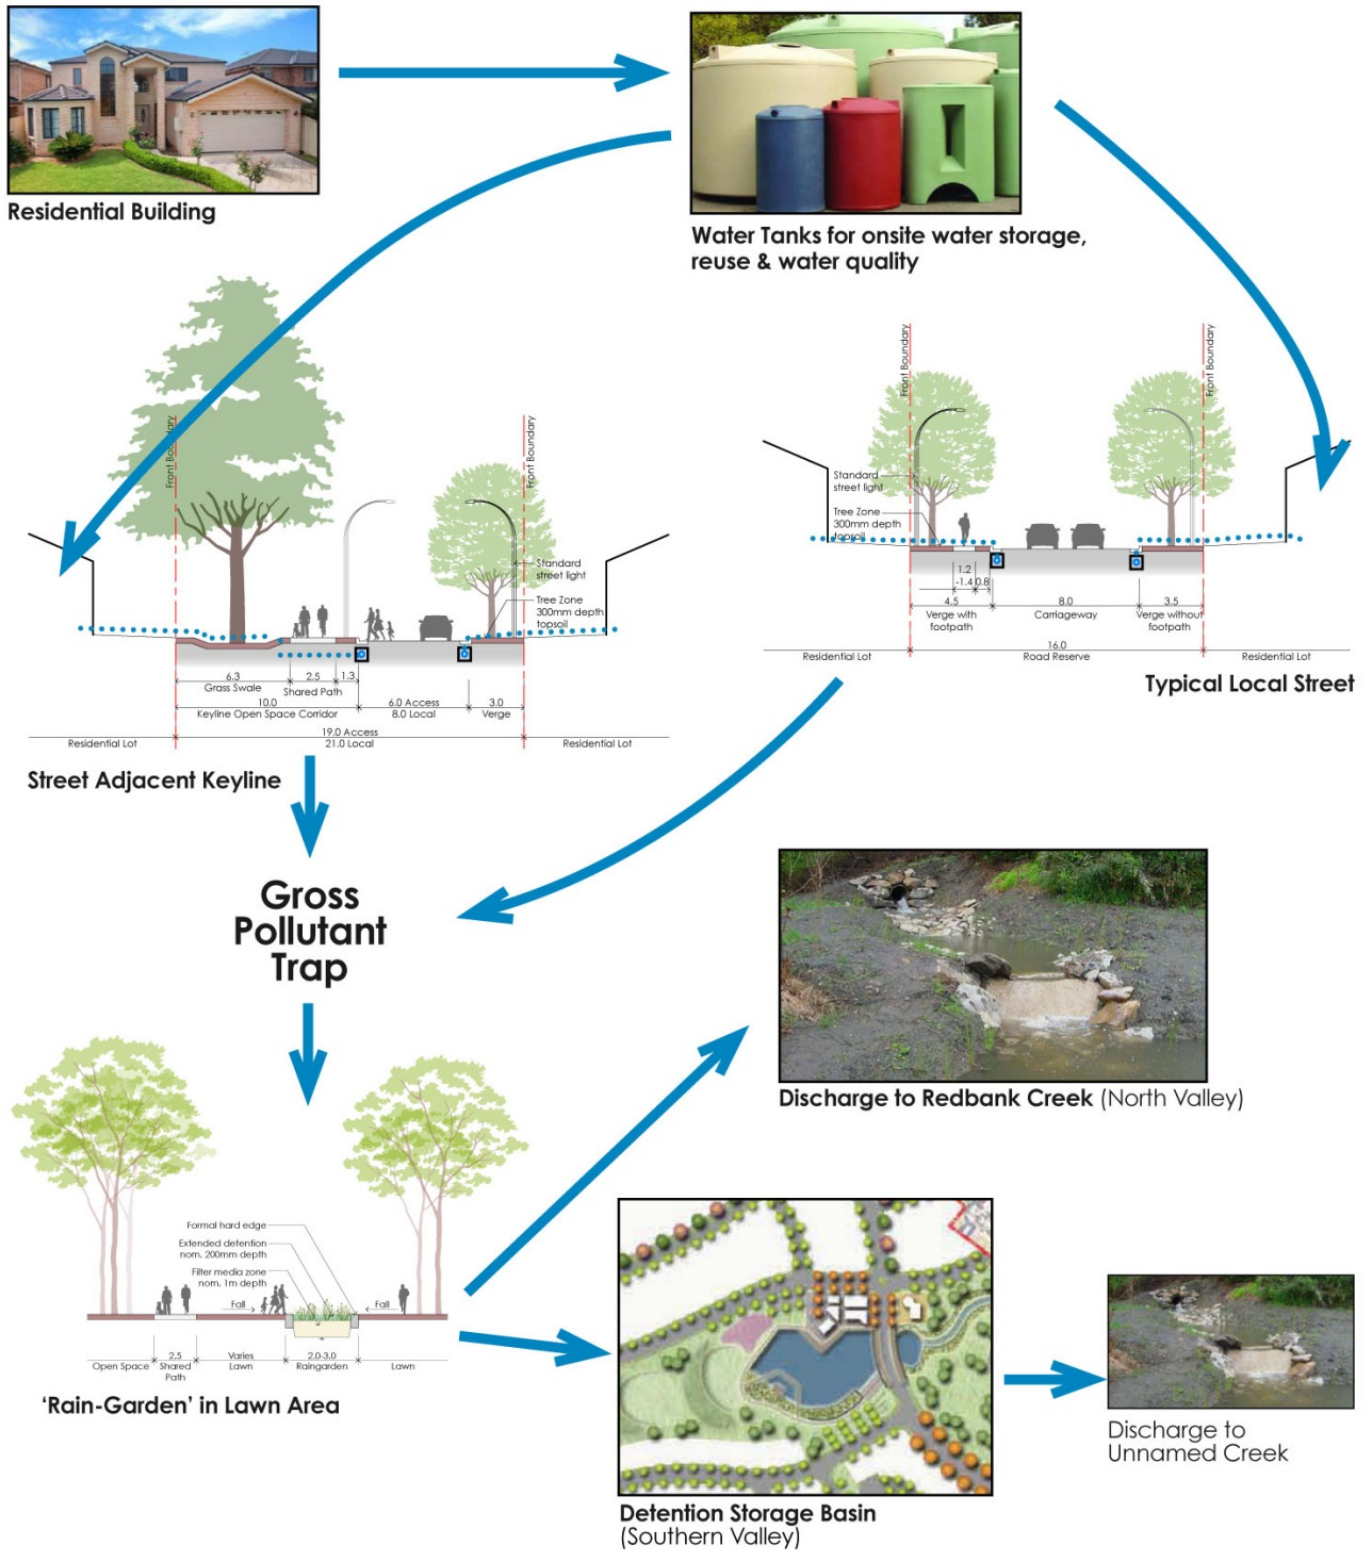 Residential Building
Water Tanks for onsite water storage,
reuse & water quality
Front Boundary
Front Boundary
Standard
street light
Tree Zone
300mm depth
topsoil
6.3
Grass Swale
2.5
Shared Path
1.3
10.0
Keyline Open Space Corridor
6.0 Access
8.0 Local
3.0
Verge
19.0 Access
21.0 Local
Residential Lot
Residential Lot
Street Adjacent Keyline
Front Boundary
Front Boundary
Standard
street light
Tree Zone
300mm depth
topsoil
1.2
-1.4
0.8
4.5
Verge with
footpath
8.0
Carriageway
3.5
Verge without
footpath
16.0
Road Reserve
Residential Lot
Residential Lot
Typical Local Street
Gross
Pollutant
Trap
Discharge to Redbank Creek (North Valley)
Formal hard edge
Extended detention
nom. 200mm depth
Filter media zone
nom. 1m depth
Fall
Fall
Open Space
2.5
Shared
Path
Varies
Lawn
2.0-3.0
Raingarden
Lawn
'Rain-Garden' in Lawn Area
Detention Storage Basin
(Southern Valley)
Discharge to
Unnamed Creek